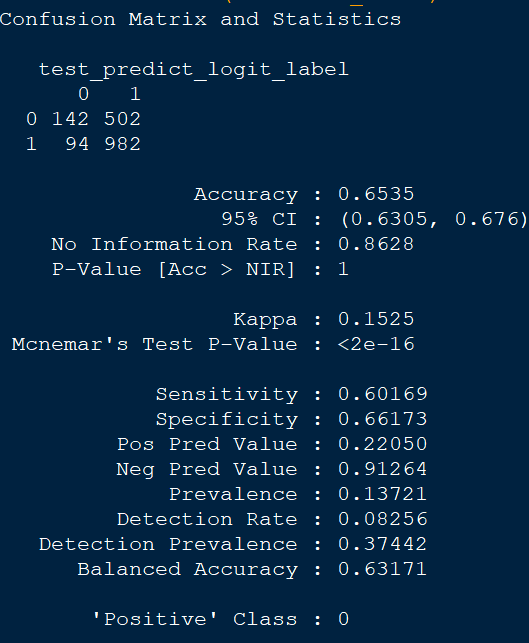 Confusion Matrix and Statistics
test_predict_logit_label
0 1
0 142 502
1 94 982
Accuracy : 0.6535
95% CI : (0.6305, 0.676)
No Information Rate : 0.8628
P-Value [Acc > NIR] : 1
Kappa : 0.1525
Mcnemar's Test P-Value : <2e-16
Sensitivity : 0.60169
Specificity : 0.66173
Pos Pred Value : 0.22050
Neg Pred Value : 0.91264
Prevalence : 0.13721
Detection Rate : 0.08256
Detection Prevalence : 0.37442
Balanced Accuracy : 0.63171
'Positive' Class : 0